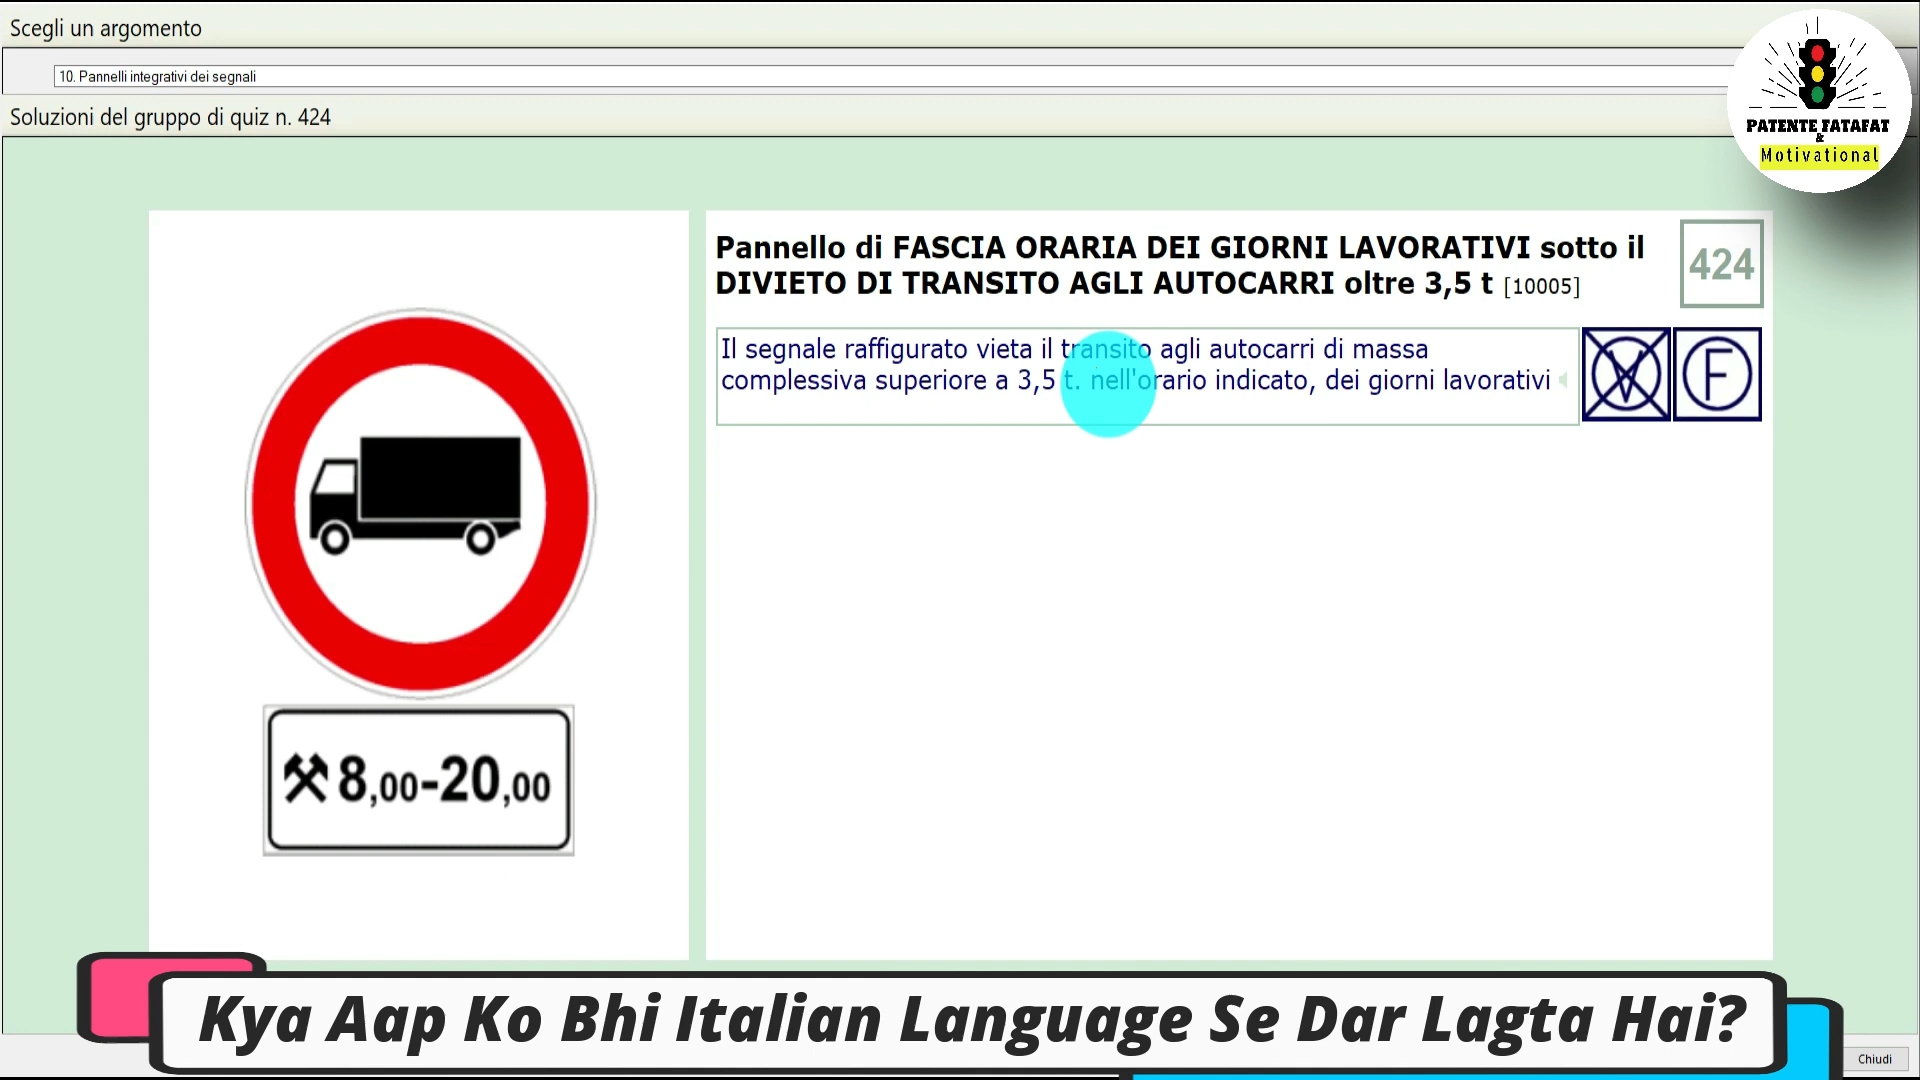 Scegli un argomento
10. Pannelli integrativi dei segnali
Soluzioni del gruppo di quiz n. 424
PATENTE FATAFAT
&
Motivational
Pannello di FASCIA ORARIA DEI GIORNI LAVORATIVI sotto il
DIVIETO DI TRANSITO AGLI AUTOCARRI oltre 3,5 t [10005]
424
Il segnale raffigurato vieta il transito agli autocarri di massa
complessiva superiore a 3,5 t. nell'orario indicato, dei giorni lavorativi
V
F
8,00-20,00
Kya Aap Ko Bhi Italian Language Se Dar Lagta Hai?
Chiudi